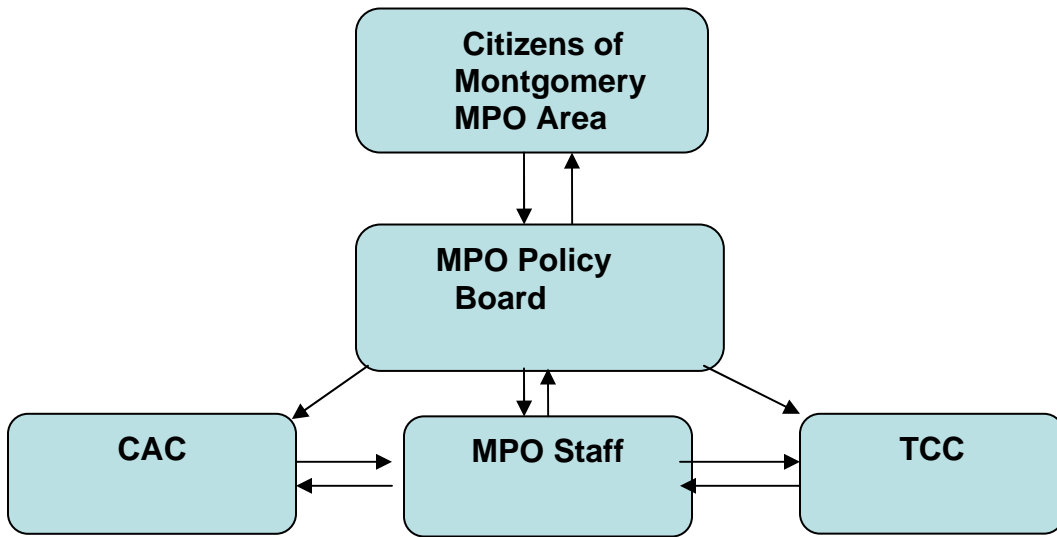 Citizens of
Montgomery
MPO Area
MPO Policy
Board
CAC
MPO Staff
TCC